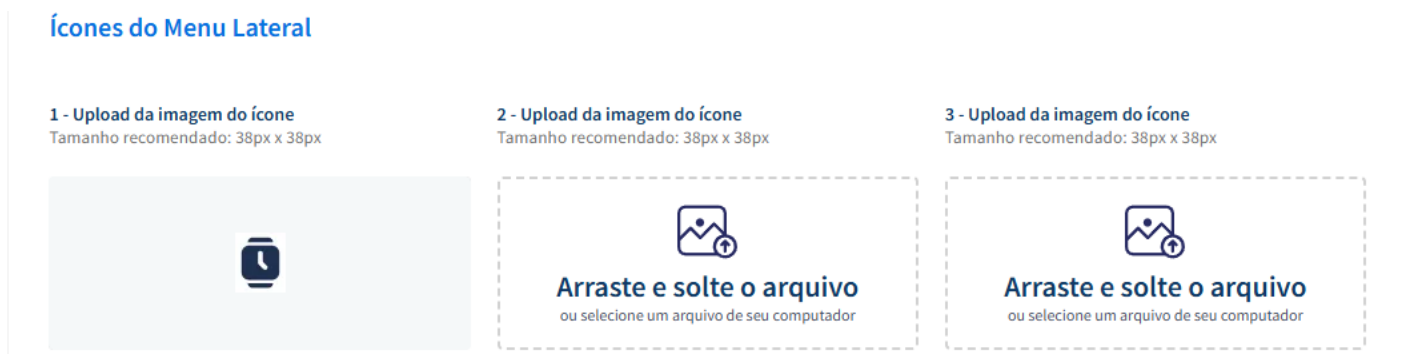 Ícones do Menu Lateral
1 - Upload da imagem do ícone
Tamanho recomendado: 38px x 38px
2 - Upload da imagem do ícone
Tamanho recomendado: 38px x 38px
3 - Upload da imagem do ícone
Tamanho recomendado: 38px x 38px
Arraste e solte o arquivo
ou selecione um arquivo de seu computador
Arraste e solte o arquivo
ou selecione um arquivo de seu computador